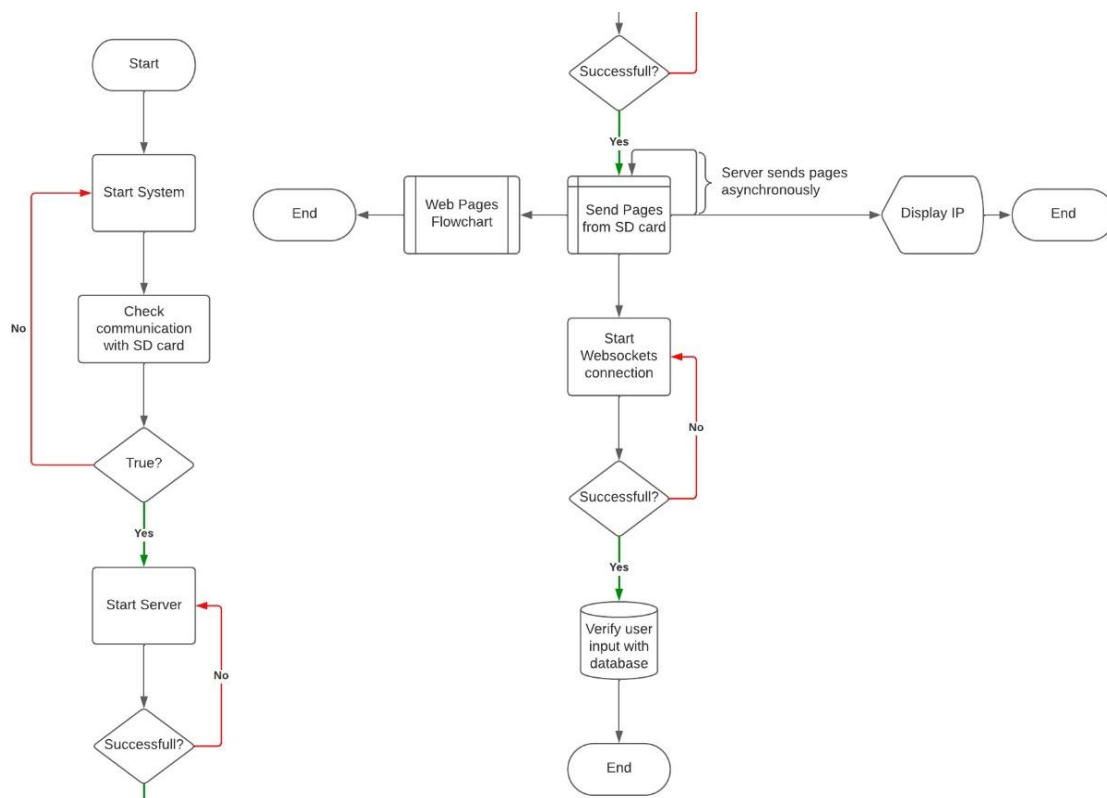 Start
Start System
Check
communication
with SD card
No
True?
Yes
Start Server
No
Successfull?
Successfull?
Yes
Server sends pages
asynchronously
End
Web Pages
Flowchart
Send Pages
from SD card
Display IP
End
Start
Websockets
connection
No
Successfull?
Yes
Verify user
input with
database
End